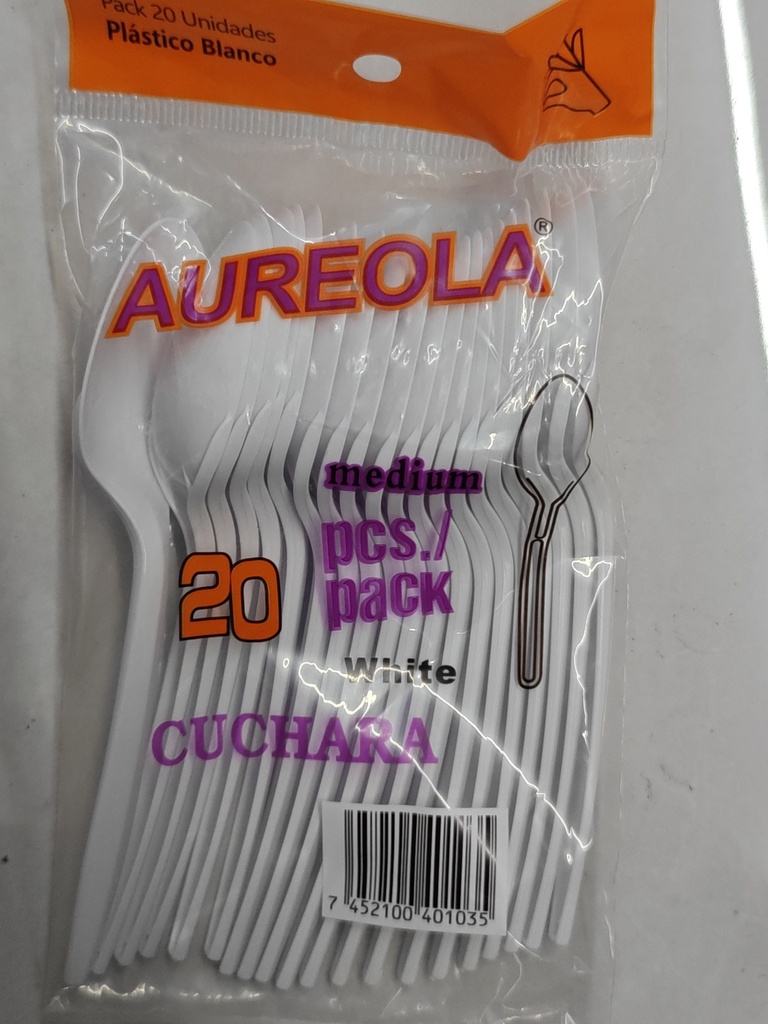 Pack 20 Unidades
Plástico Blanco
AUREOLA®
medium
20 pcs./
pack
White
CUCHARA
7 452100 401035